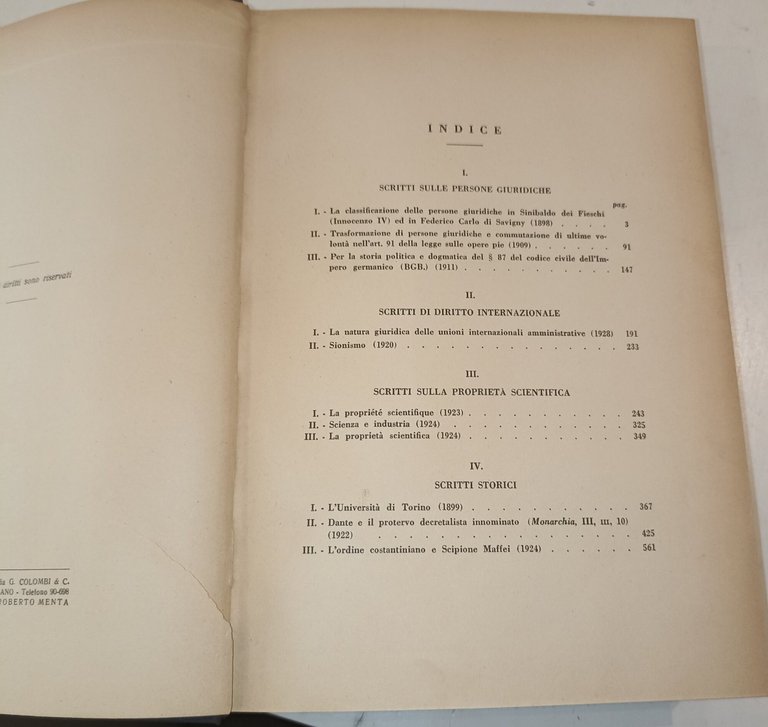 diritti sono riservati
G. COLOMBI & C.
Telefono 90-698
ROBERTO MENTA
INDICE
I.
SCRITTI SULLE PERSONE GIURIDICHE
pag.
I. - La classificazione delle persone giuridiche in Sinibaldo dei Fieschi
(Innocenzo IV) ed in Federico Carlo di Savigny (1898) . . . . 3
II. - Trasformazione di persone giuridiche e commutazione di ultime vo-
lontà nell'art. 91 della legge sulle opere pie (1909) . . . . . . 91
III. - Per la storia politica e dogmatica del § 87 del codice civile dell'Im-
pero germanico (BGB.) (1911) . . . . . . . . . . . 147
II.
SCRITTI DI DIRITTO INTERNAZIONALE
I. - La natura giuridica delle unioni internazionali amministrative (1928) 191
II. - Sionismo (1920) . . . . . . . . . . . . . . . 233
III.
SCRITTI SULLA PROPRIETÀ SCIENTIFICA
I. - La propriété scientifique (1923) . . . . . . . . . . . 243
II. - Scienza e industria (1924) . . . . . . . . . . . . 325
III. - La proprietà scientifica (1924) . . . . . . . . . . . 349
IV.
SCRITTI STORICI
I. - L'Università di Torino (1899) . . . . . . . . . . . 367
II. - Dante e il protervo decretalista innominato (Monarchia, III, III, 10)
(1922) . . . . . . . . . . . . . . . . 425
III. - L'ordine costantiniano e Scipione Maffei (1924) . . . . . . 561